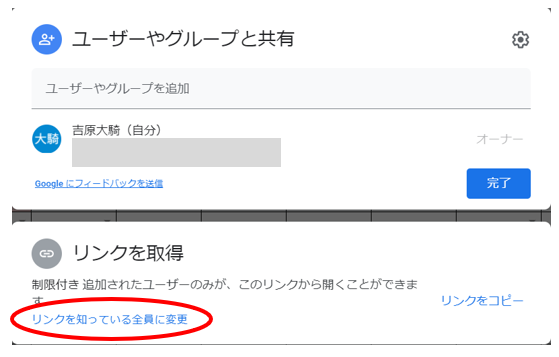 ユーザーやグループと共有
ユーザーやグループを追加
大騎
吉原大騎（自分）
オーナー
Google にフィードバックを送信
完了
リンクを取得
制限付き 追加されたユーザーのみが、このリンクから開くことができま
す
リンクをコピー
リンクを知っている全員に変更